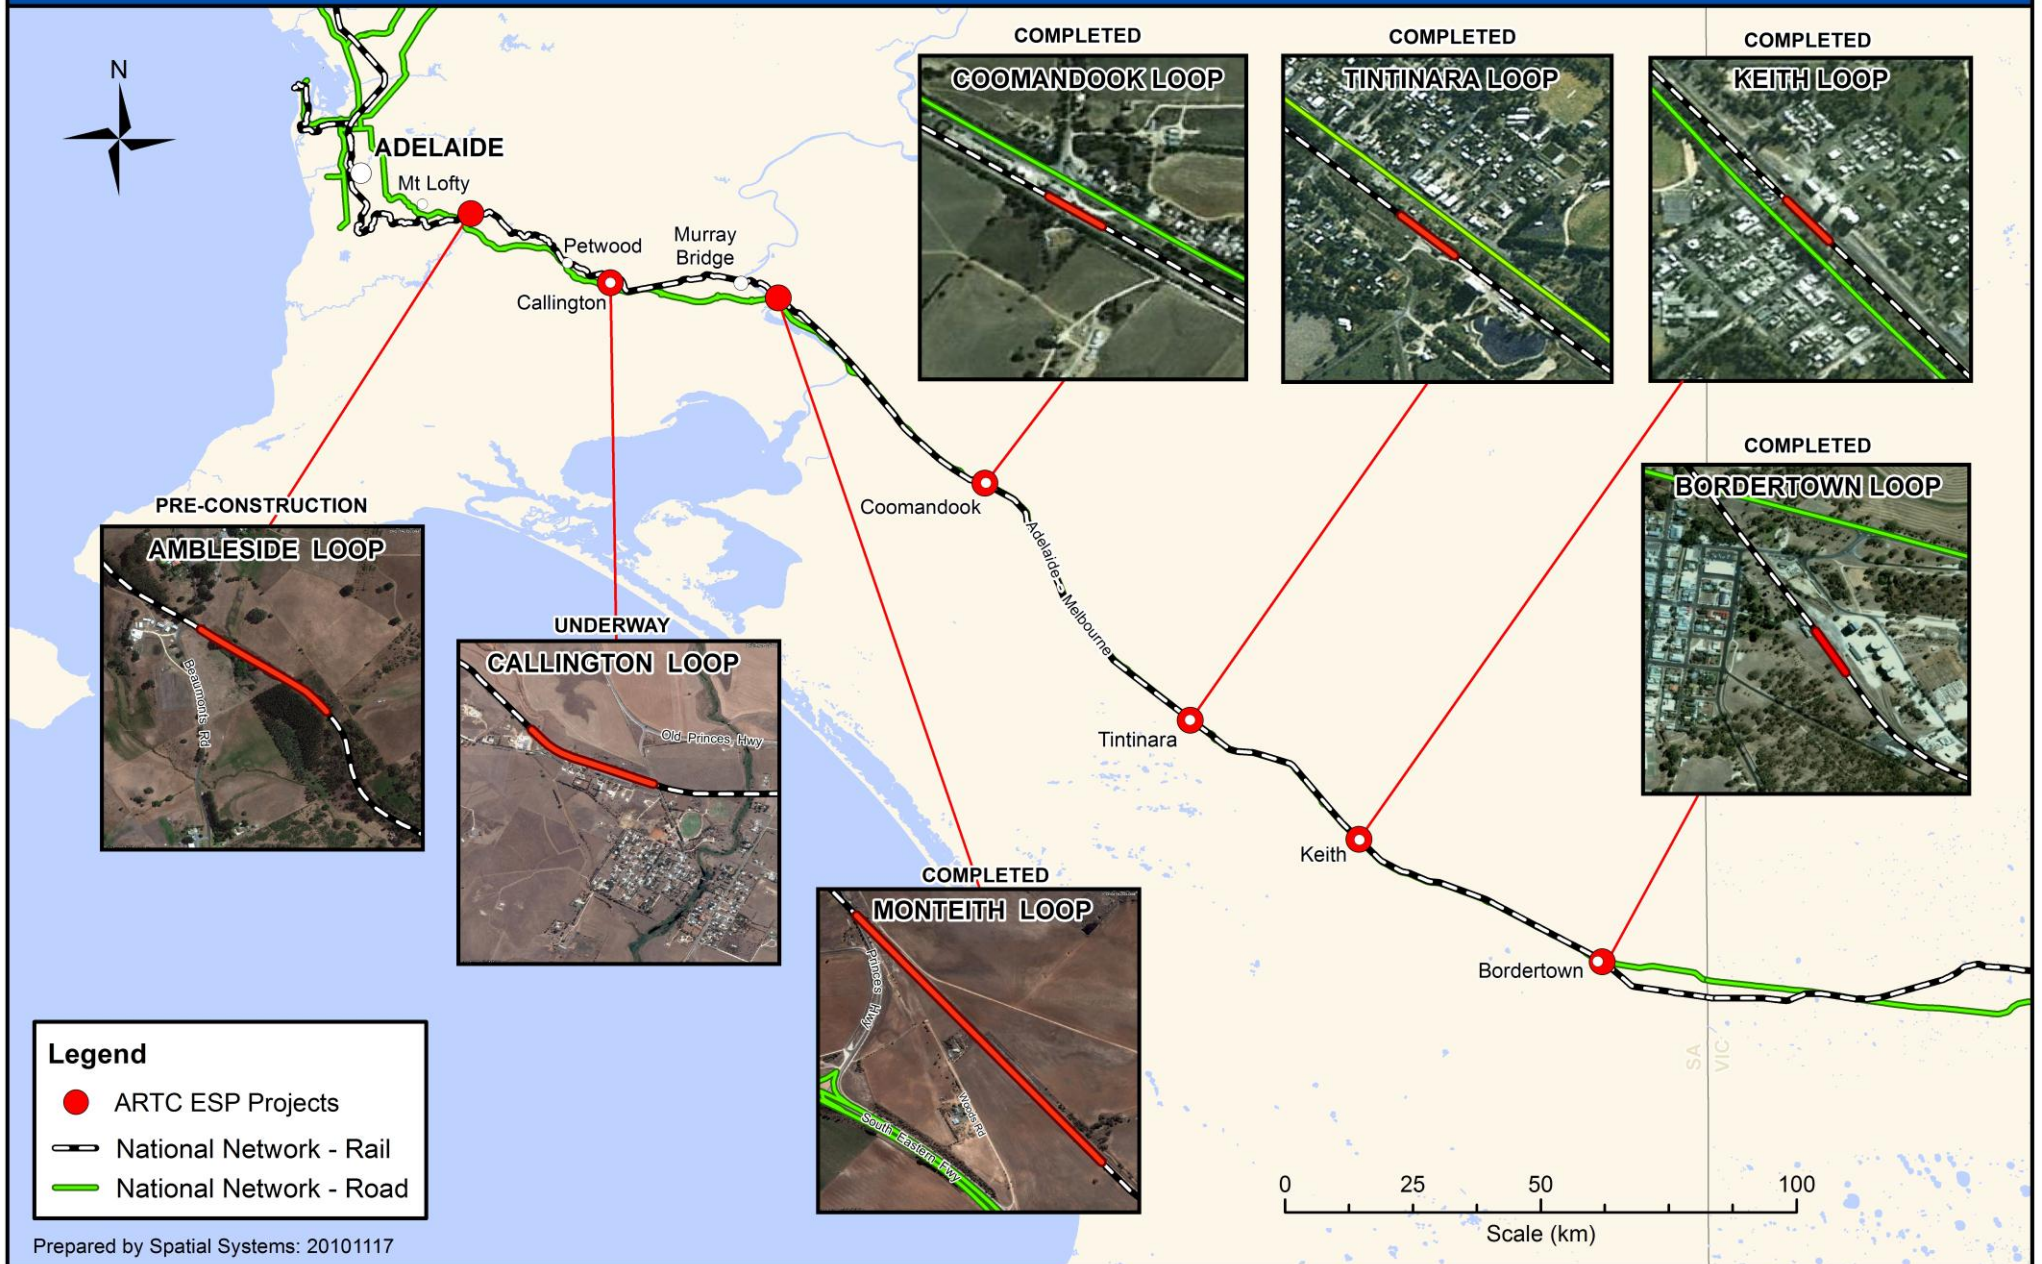 N
ADELAIDE
Mt Lofty
Petwood
Callington
Murray
Bridge
Coomandook
Adelaide - Melbourne
Tintinara
Keith
Bordertown
SA
VIC
COMPLETED
COOMANDOOK LOOP
COMPLETED
TINTINARA LOOP
COMPLETED
KEITH LOOP
COMPLETED
BORDERTOWN LOOP
PRE-CONSTRUCTION
AMBLESIDE LOOP
Beaumonts Rd
UNDERWAY
CALLINGTON LOOP
Old Princes Hwy
COMPLETED
MONTEITH LOOP
Princes Hwy
Woods Rd
South Eastern Fwy
Legend
ARTC ESP Projects
National Network - Rail
National Network - Road
Prepared by Spatial Systems: 20101117
0 25 50 100
Scale (km)